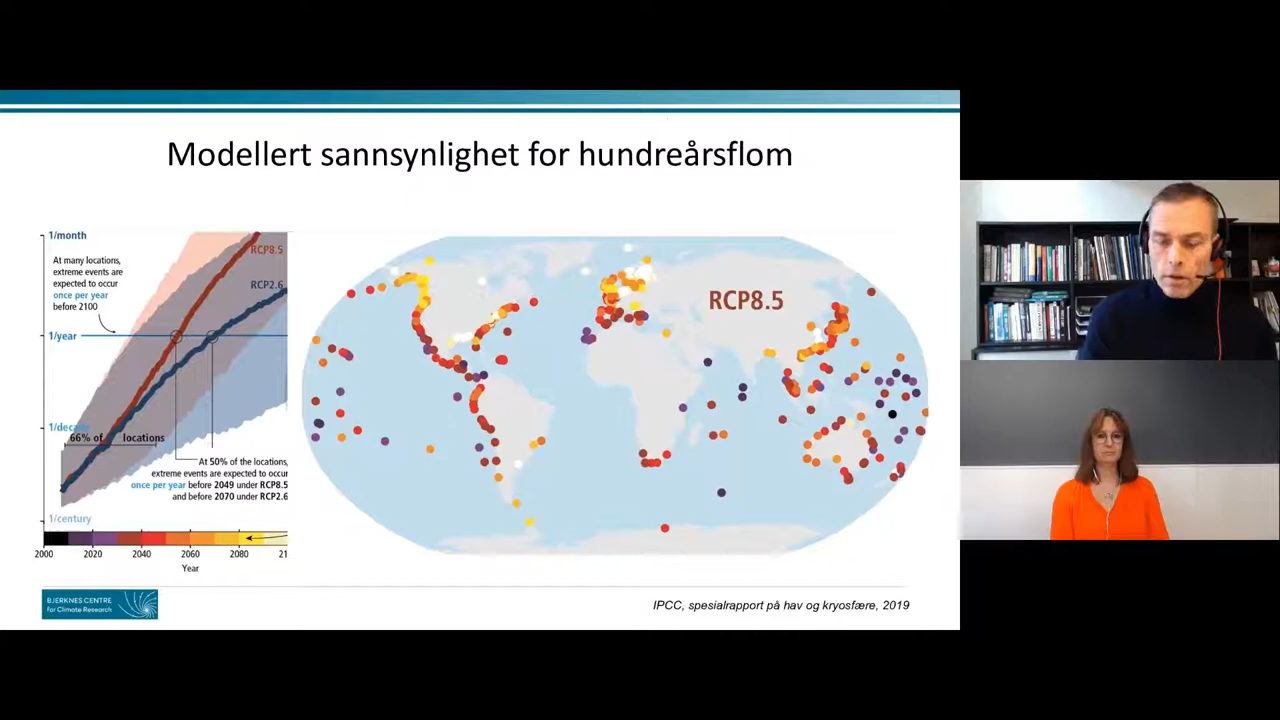 Modellert sannsynlighet for hundreårsflom
1/month
At many locations,
extreme events are
expected to occur
once per year
before 2100
RCP8.5
RCP2.6
1/year
1/decade
66% of locations
At 50% of the locations,
extreme events are expected to occur
once per year before 2049 under RCP8.5
and before 2070 under RCP2.6
1/century
2000 2020 2040 2060 2080 21
Year
RCP8.5
BJERKNES CENTRE
for Climate Research
IPCC, spesialrapport på hav og kryosfære, 2019